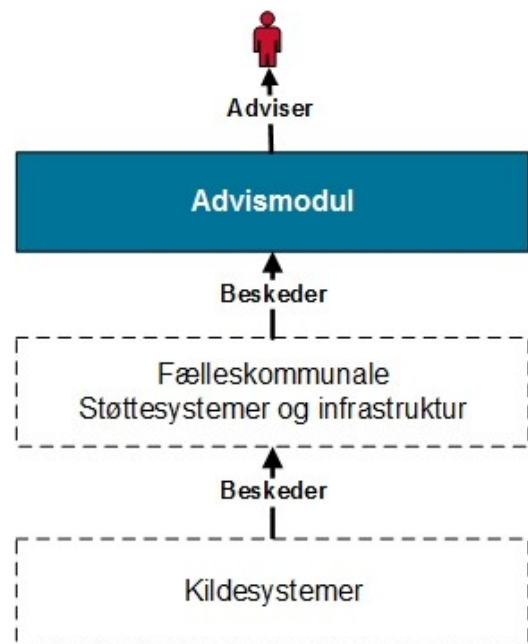 Adviser
Advismodul
Beskeder
Fælleskommunale
Støttesystemer og infrastruktur
Beskeder
Kildesystemer